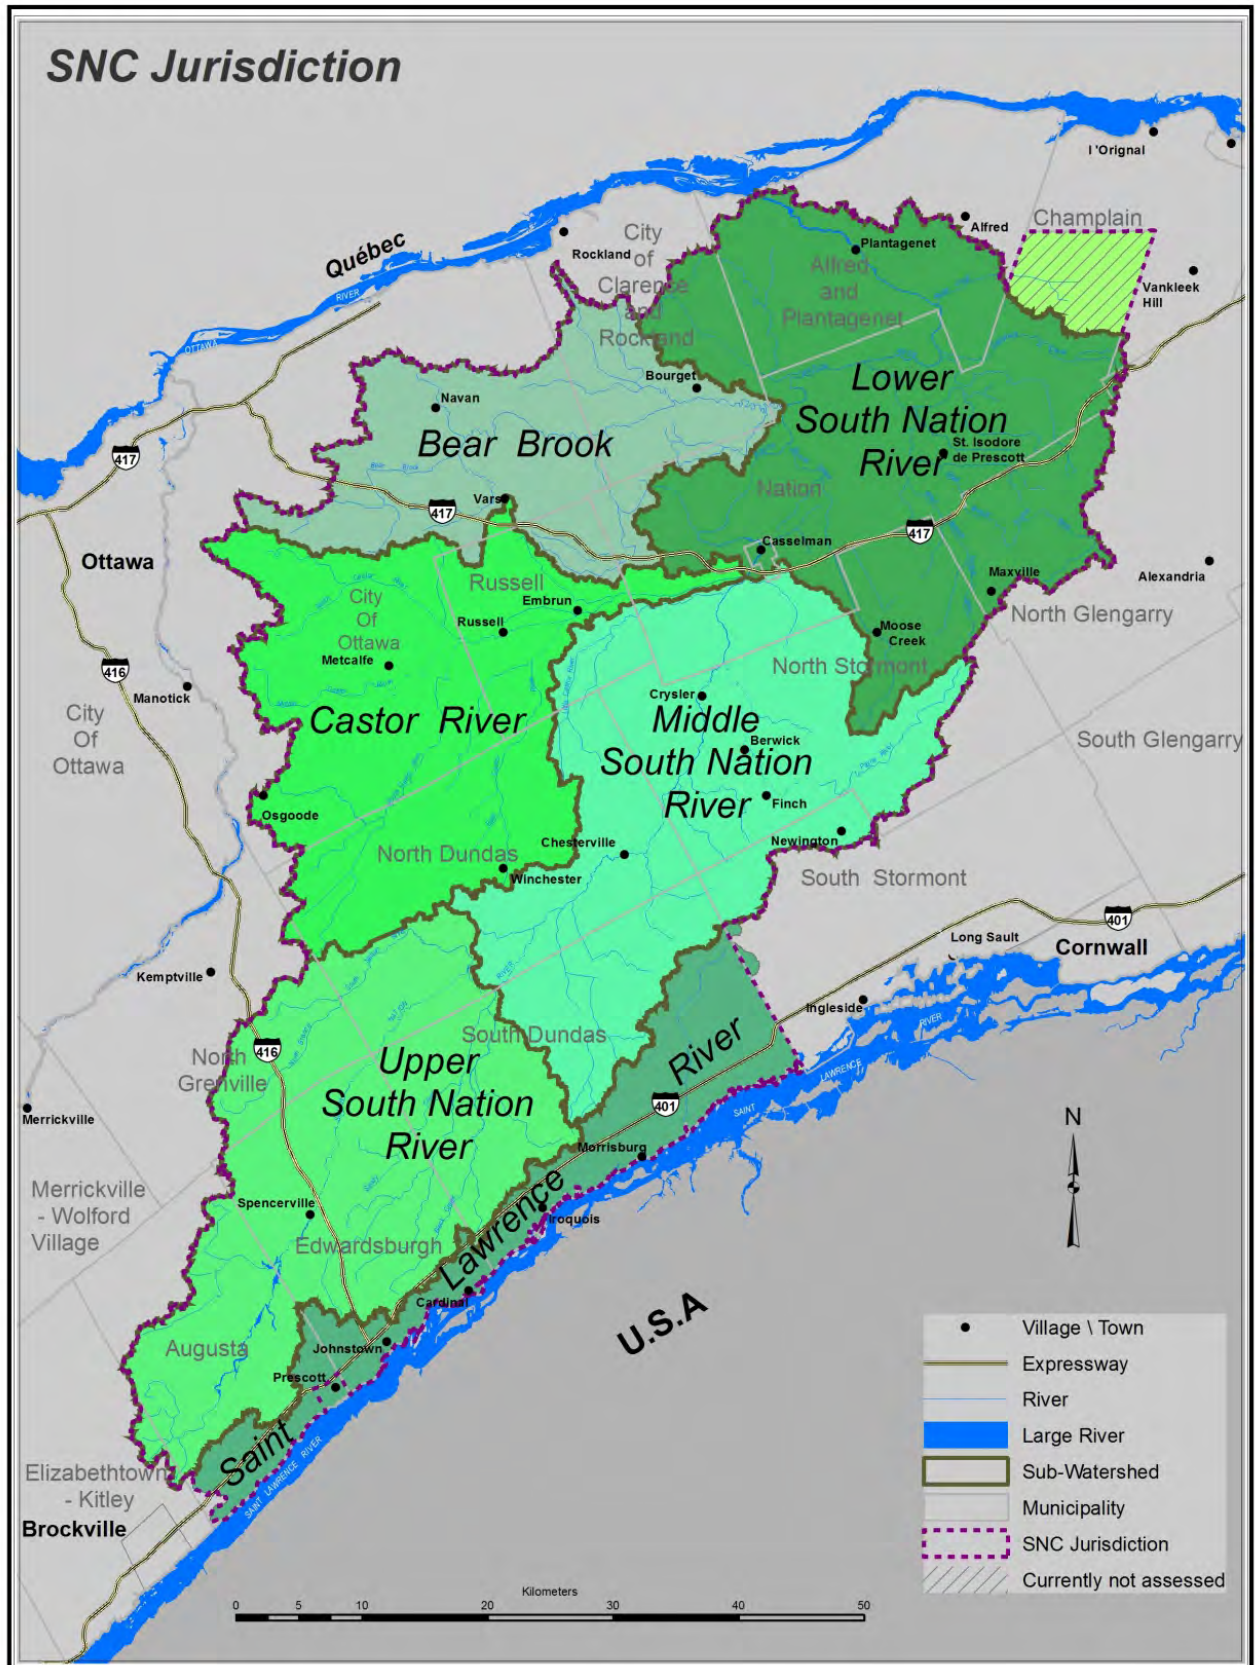 SNC Jurisdiction
l 'Orignal
Champlain
Alfred
Plantagenet
City
of
Clarence
and
Rockland
Rockland
Québec
RIVER
OTTAWA
Alfred
and
Plantagenet
Vankleek
Hill
Bourget
Navan
Lower
South Nation
River
St. Isodore
de Prescott
Bear Brook
417
Vars
417
Nation
417
Casselman
Ottawa
Maxville
Alexandria
North Glengarry
Russell
Embrun
Russell
City
Of
Ottawa
Metcalfe
Moose
Creek
North Stormont
416
Manotick
City
Of
Ottawa
Castor River
Crysler
Middle
South Nation
River
Berwick
Finch
South Glengarry
Osgoode
Chesterville
Newington
North Dundas
Winchester
South Stormont
401
Long Sault
Cornwall
Kemptville
Ingleside
RIVER
LAWRENCE
SAINT
South Dundas
North
Grenville
416
Upper
South Nation
River
River
401
Merrickville
Morrisburg
Merrickville
- Wolford
Village
Spencerville
Iroquois
Edwardsburgh
Lawrence
Cardinal
Augusta
Johnstown
Prescott
Saint
SAINT LAWRENCE RIVER
Elizabethtown
- Kitley
Brockville
U.S.A
N
Village \ Town
Expressway
River
Large River
Sub-Watershed
Municipality
SNC Jurisdiction
Currently not assessed
Kilometers
0 5 10 20 30 40 50